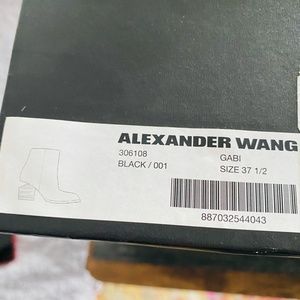 ALEXANDER WANG
306108 GABI
BLACK / 001 SIZE 37 1/2
887032544043